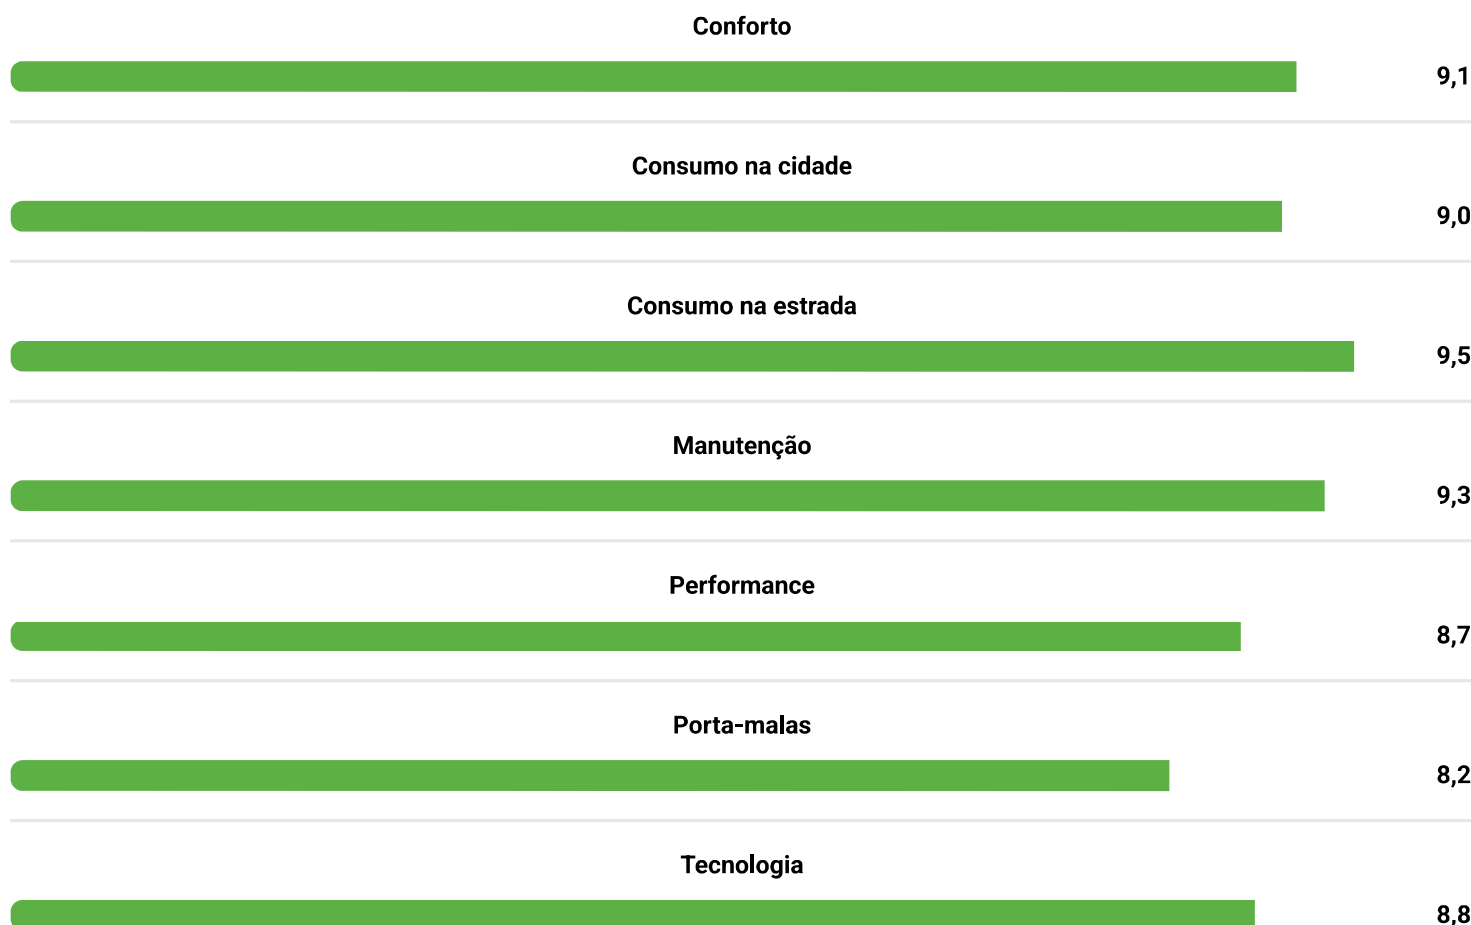 Conforto
9,1
Consumo na cidade
9,0
Consumo na estrada
9,5
Manutenção
9,3
Performance
8,7
Porta-malas
8,2
Tecnologia
8,8